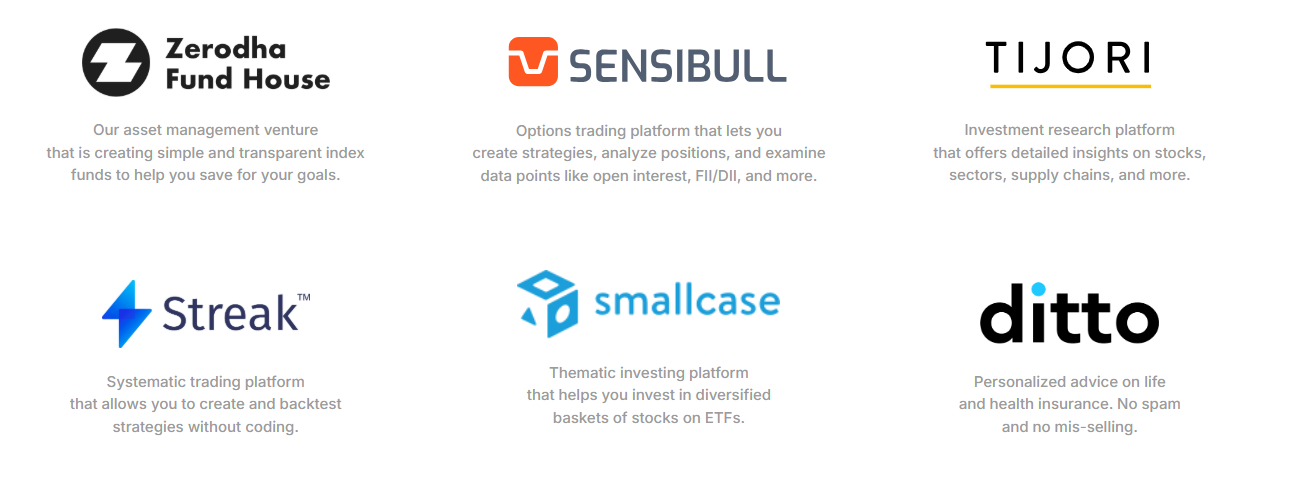 Zerodha
Fund House
Our asset management venture
that is creating simple and transparent index
funds to help you save for your goals.
SENSIBULL
Options trading platform that lets you
create strategies, analyze positions, and examine
data points like open interest, FII/DII, and more.
TIJORI
Investment research platform
that offers detailed insights on stocks,
sectors, supply chains, and more.
Streak™
Systematic trading platform
that allows you to create and backtest
strategies without coding.
smallcase
Thematic investing platform
that helps you invest in diversified
baskets of stocks on ETFs.
ditto
Personalized advice on life
and health insurance. No spam
and no mis-selling.